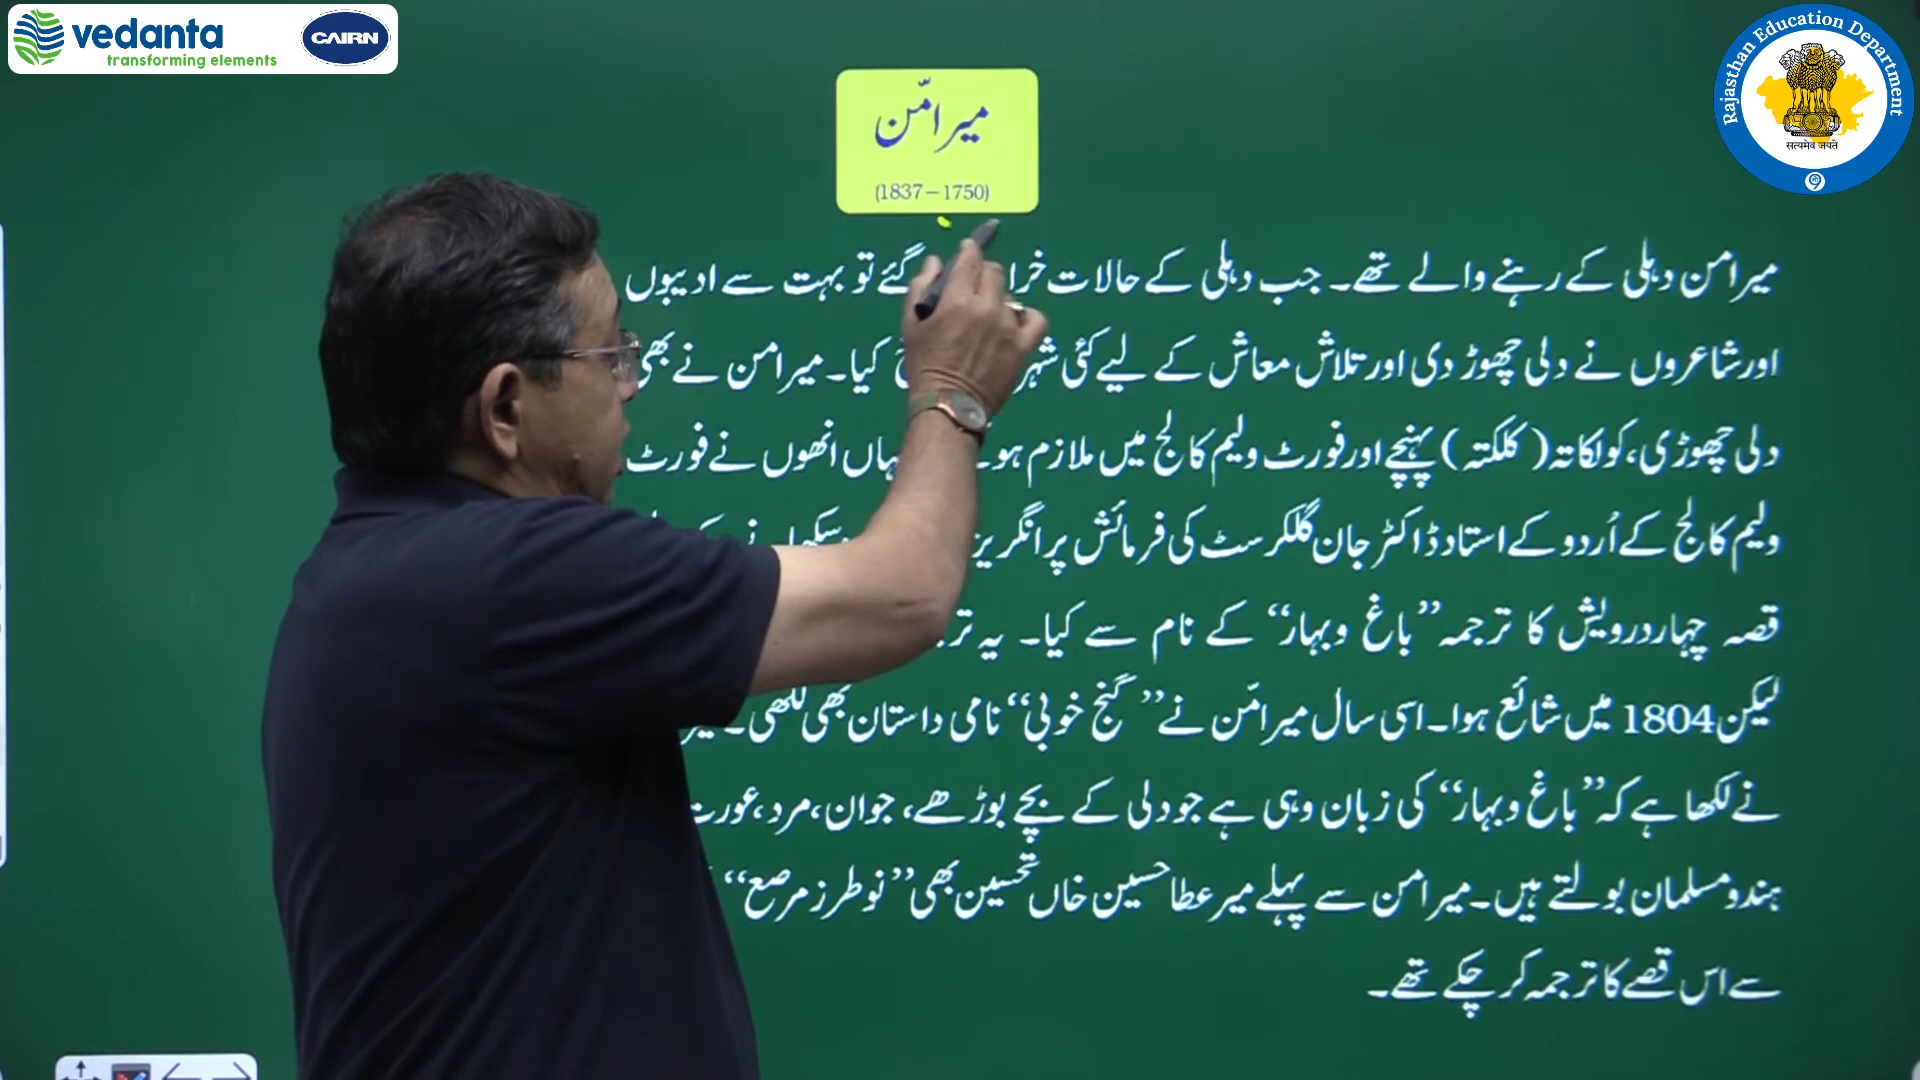 vedanta
transforming elements
CAIRN
Rajasthan Education Department
सत्यमेव जयते
میر امّن
(1837–1750)
میر امن دہلی کے رہنے والے تھے۔ جب دہلی کے حالات گئے تو بہت سے ادیبوں
اور شاعروں نے دلی چھوڑ دی اور تلاش معاش کے لیے کئی کیا۔ میر امن نے بھی
دلی چھوڑی، کولکاتہ (کلکتہ) پہنچے اور فورٹ ولیم کالج میں ملازم انھوں نے فورٹ
ولیم کالج کے اُردو کے استاد ڈاکٹر جان گلکرسٹ کی فرمائش پر
قصہ چہار درویش کا ترجمہ ”باغ و بہار“ کے نام سے کیا۔ یہ
لیکن 1804 میں شائع ہوا۔ اسی سال میر امّن نے ”گنج خوبی“ نامی داستان بھی لکھی۔
نے لکھا ہے کہ ”باغ و بہار“ کی زبان وہی ہے جو دلی کے بچے بوڑھے، جوان، مرد، عورت
ہندو مسلمان بولتے ہیں۔ میر امن سے پہلے میر عطا حسین خاں تحسین بھی ”نو طرز مرصع“
سے اس قصے کا ترجمہ کر چکے تھے۔